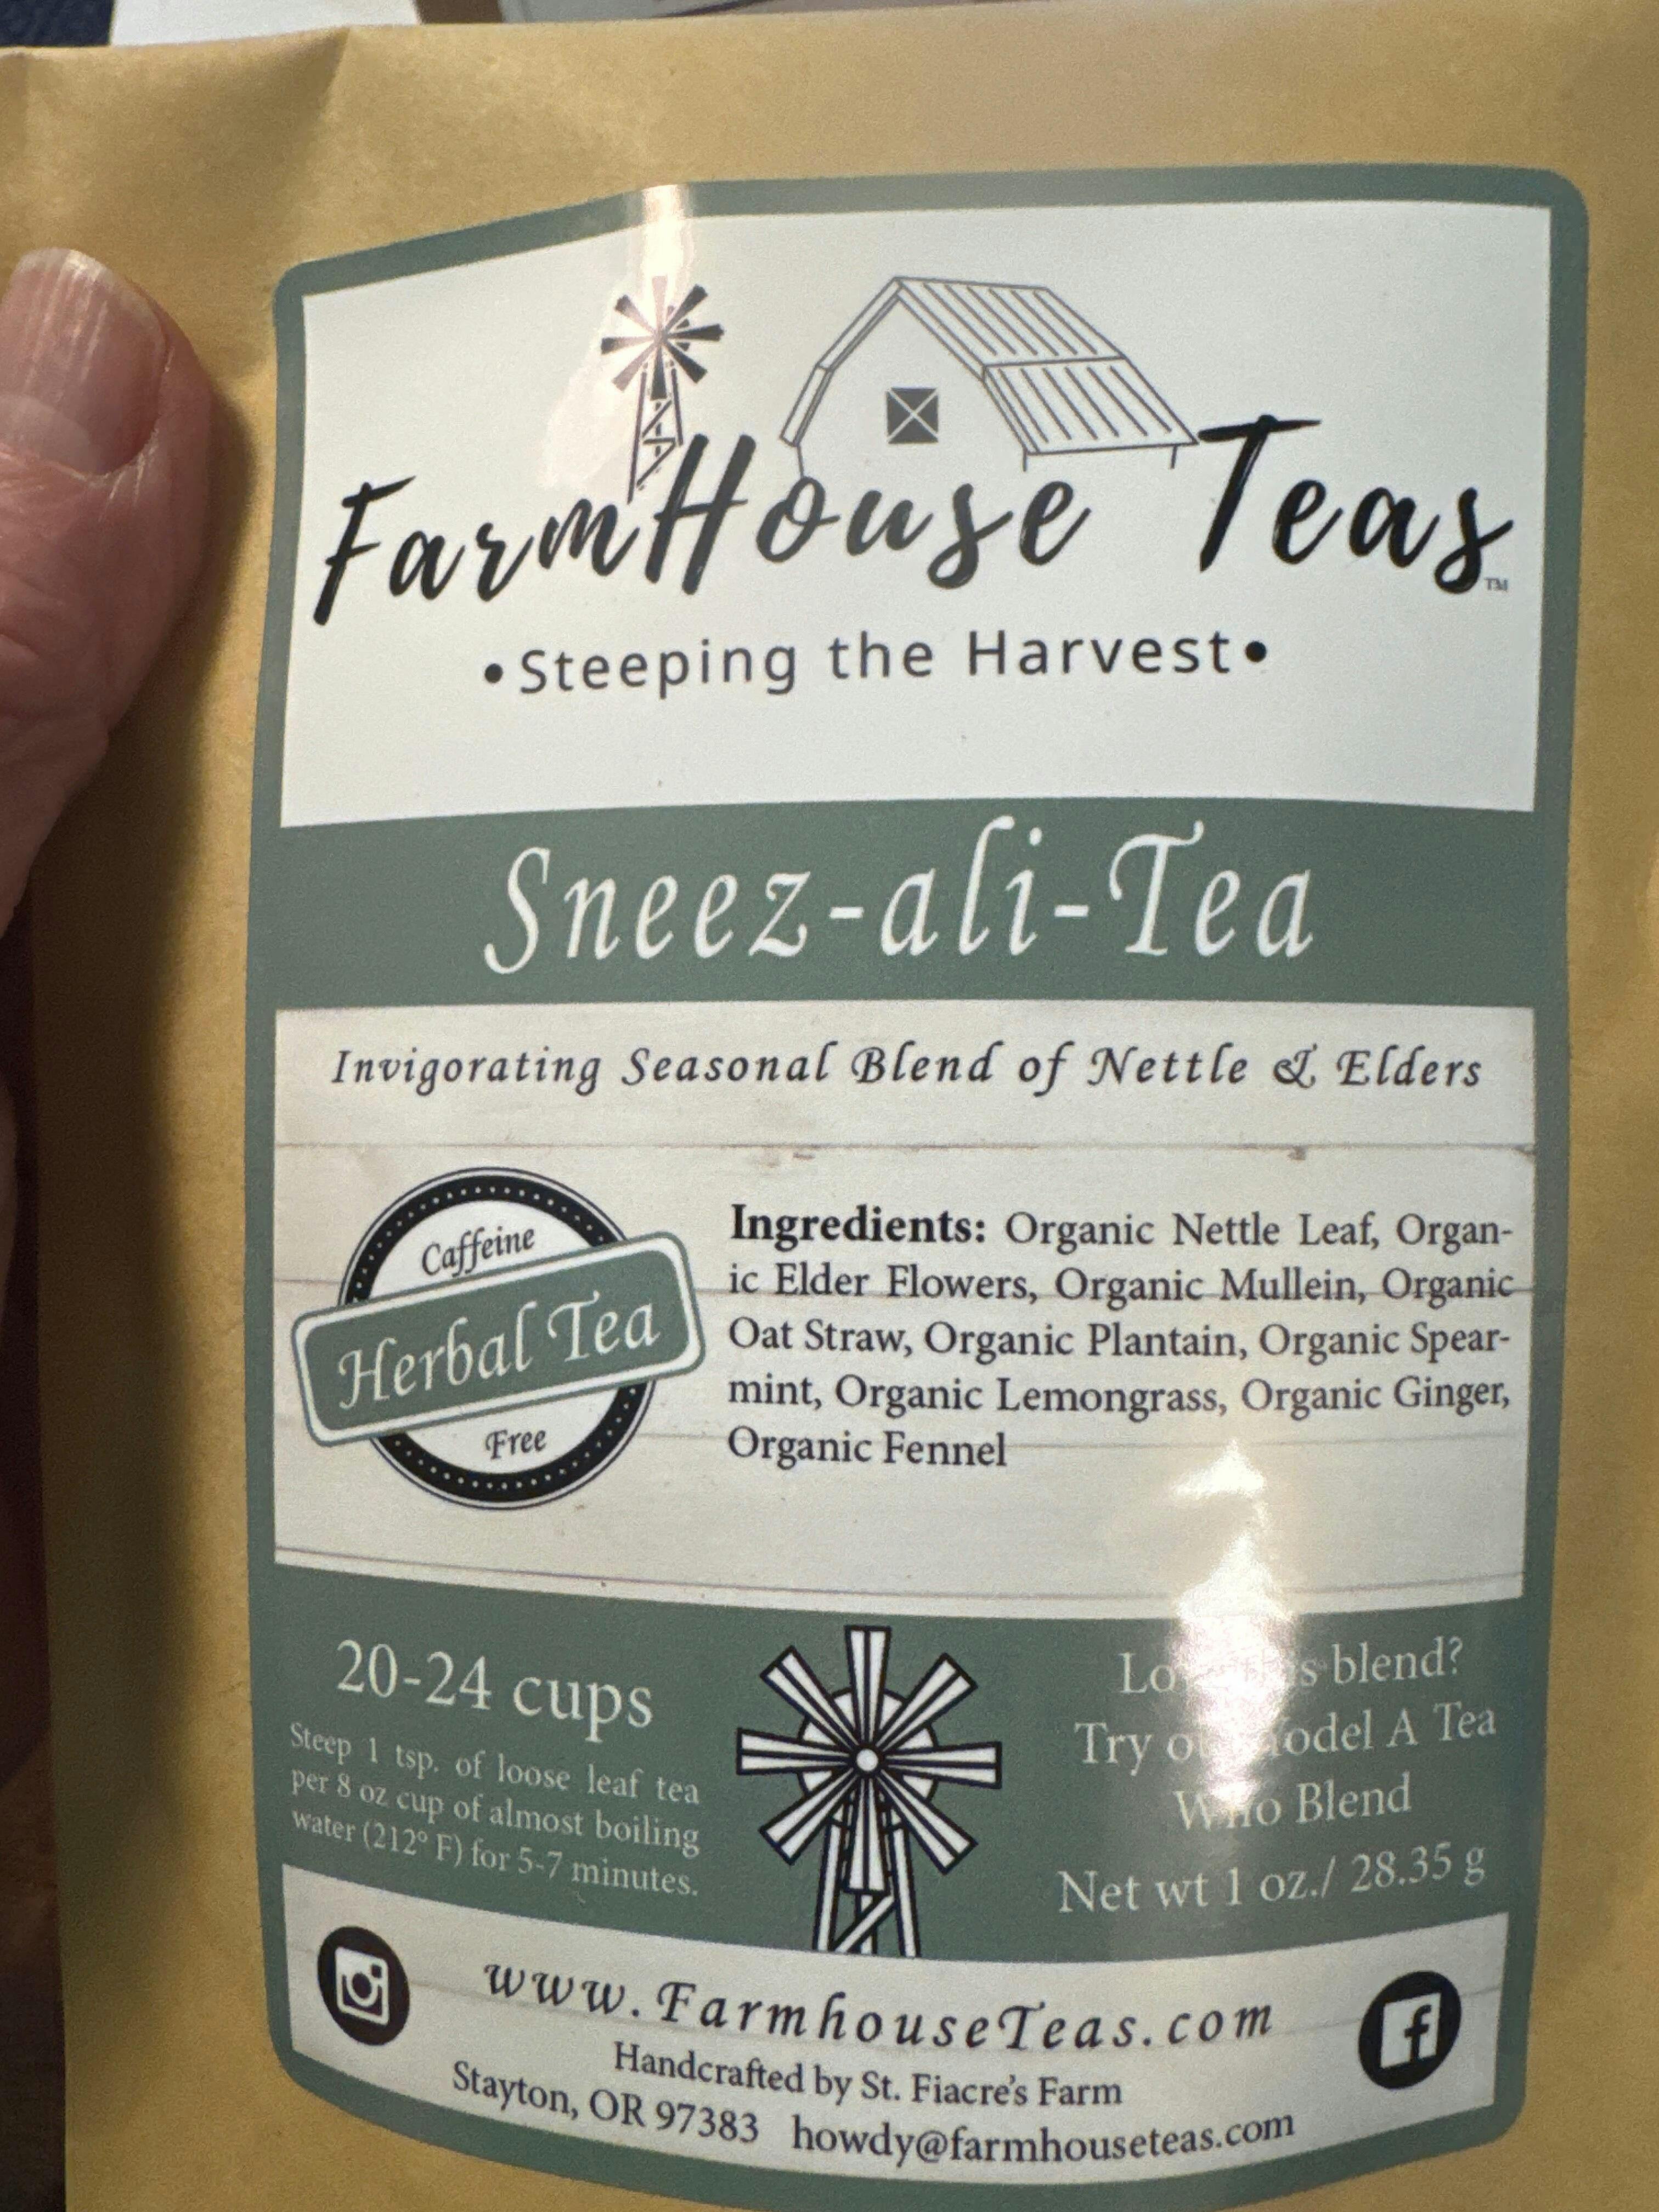 FarmHouse Teas™
•Steeping the Harvest•
Sneez-ali-Tea
Invigorating Seasonal Blend of Nettle & Elders
Caffeine
Herbal Tea
Free
Ingredients: Organic Nettle Leaf, Organ-
ic Elder Flowers, Organic Mullein, Organic
Oat Straw, Organic Plantain, Organic Spear-
mint, Organic Lemongrass, Organic Ginger,
Organic Fennel
20-24 cups
Steep 1 tsp. of loose leaf tea
per 8 oz cup of almost boiling
water (212° F) for 5-7 minutes.
blend?
Try Model A Tea
Blend
Net wt 1 oz./ 28.35 g
www.FarmhouseTeas.com
Handcrafted by St. Fiacre's Farm
Stayton, OR 97383 howdy@farmhouseteas.com